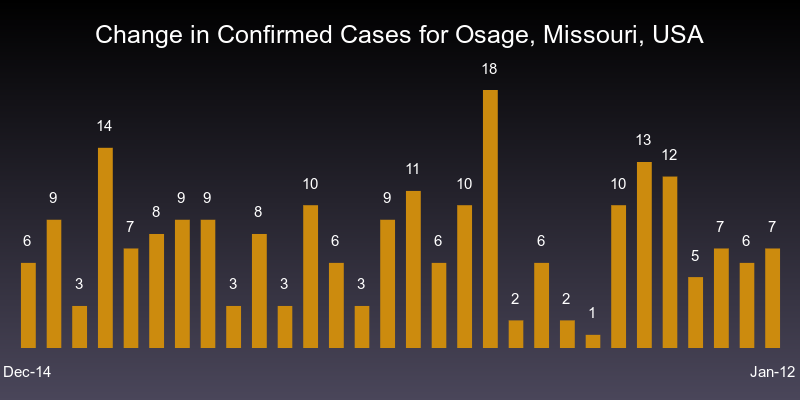 Change in Confirmed Cases for Osage, Missouri, USA
6 9 3 14 7 8 9 9 3 8 3 10 6 3 9 11 6 10 18 2 6 2 1 10 13 12 5 7 6 7
Dec-14 Jan-12